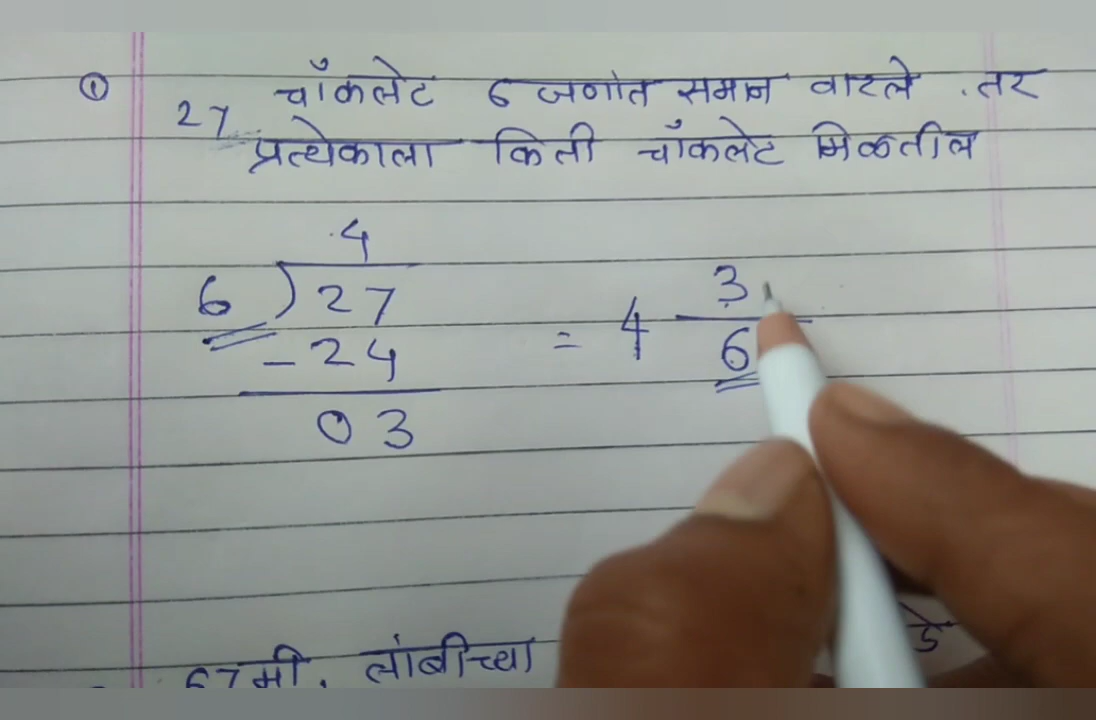 ① 27 चॉकलेट 6 जणांत समान वाटले . तर
प्रत्येकाला किती चॉकलेट मिळतील
4
6 ) 27
- 24
03
= 4 3/6
67 मी. लांबीच्या